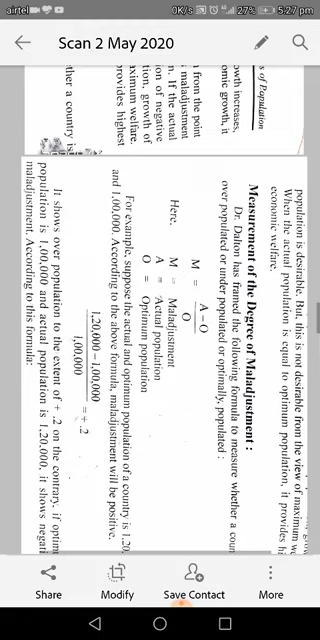 airtel 0K/s 27% 5:27 pm
Scan 2 May 2020
s of Population
owth increases,
omic growth, it
n from the point
maladjustment
n. If the actual
ion of negative
tion, growth of
aximum welfare.
provides highest
ther a country is
population is desirable. But, this is not desirable from the view of maximum we
When the actual population is equal to optimum population, it provides hi
economic welfare.
Measurement of the Degree of Maladjustment :
Dr. Dalton has framed the following formula to measure whether a coun
over populated or under populated or optimally, populated :
M = A – O / O
Here, M = Maladjustment
A = Actual population
O = Optimum population
For example, suppose the actual and optimum population of a country is 1,20,
and 1,00,000. According to the above formula, maladjustment will be positive.
1,20,000 – 1,00,000 / 1,00,000 = + .2
It shows over population to the extent of + .2 on the contrary, if optim
population is 1,00,000 and actual population is 1,20,000, it shows negati
maladjustment. According to this formula:
Share Modify Save Contact More